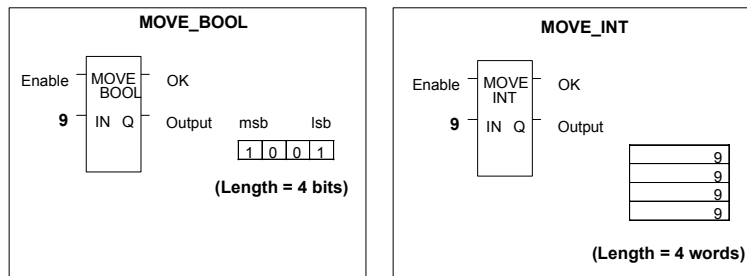 MOVE_BOOL
Enable MOVE BOOL OK
9 IN Q Output
msb lsb
1 0 0 1
(Length = 4 bits)
MOVE_INT
Enable MOVE INT OK
9 IN Q Output
9
9
9
9
(Length = 4 words)